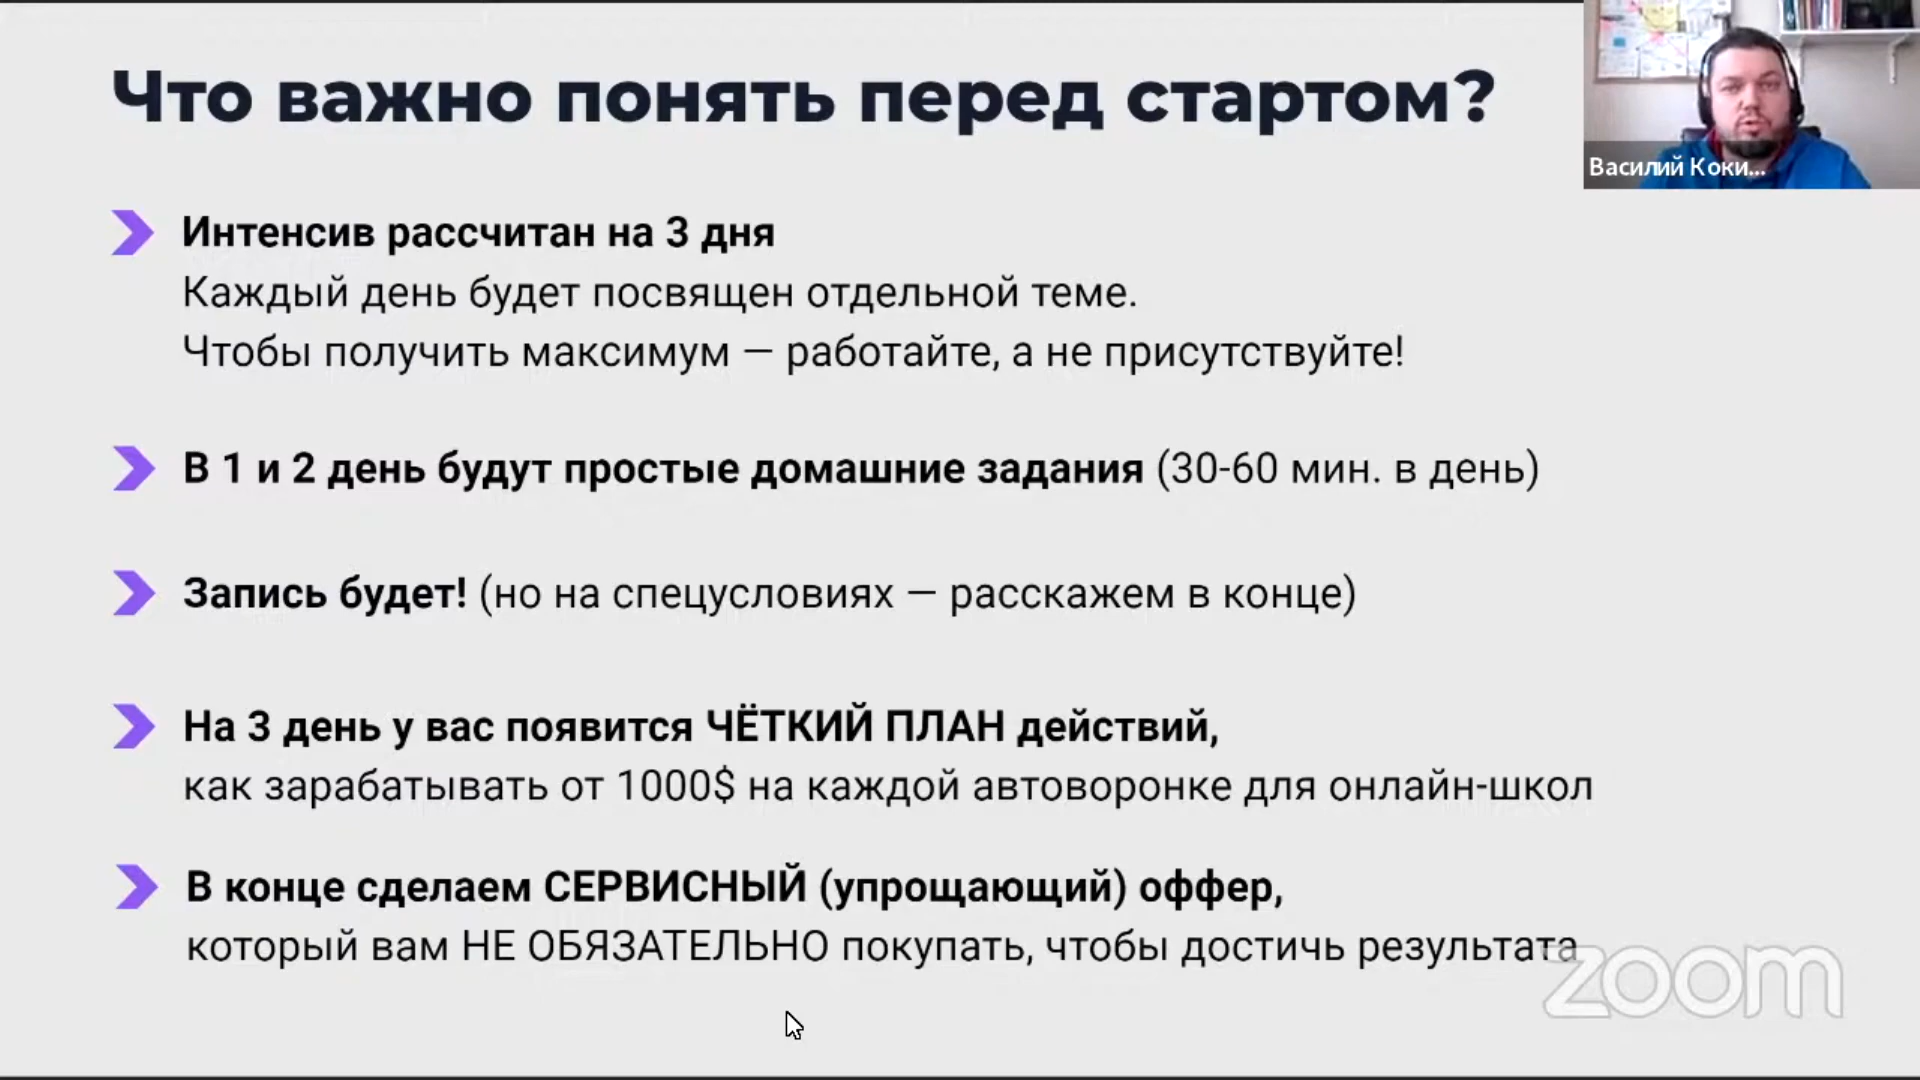 Что важно понять перед стартом?
Василий Коки...
Интенсив рассчитан на 3 дня
Каждый день будет посвящен отдельной теме.
Чтобы получить максимум — работайте, а не присутствуйте!
В 1 и 2 день будут простые домашние задания (30-60 мин. в день)
Запись будет! (но на спецусловиях — расскажем в конце)
На 3 день у вас появится ЧЁТКИЙ ПЛАН действий,
как зарабатывать от 1000$ на каждой автоворонке для онлайн-школ
В конце сделаем СЕРВИСНЫЙ (упрощающий) оффер,
который вам НЕ ОБЯЗАТЕЛЬНО покупать, чтобы достичь результата
zoom